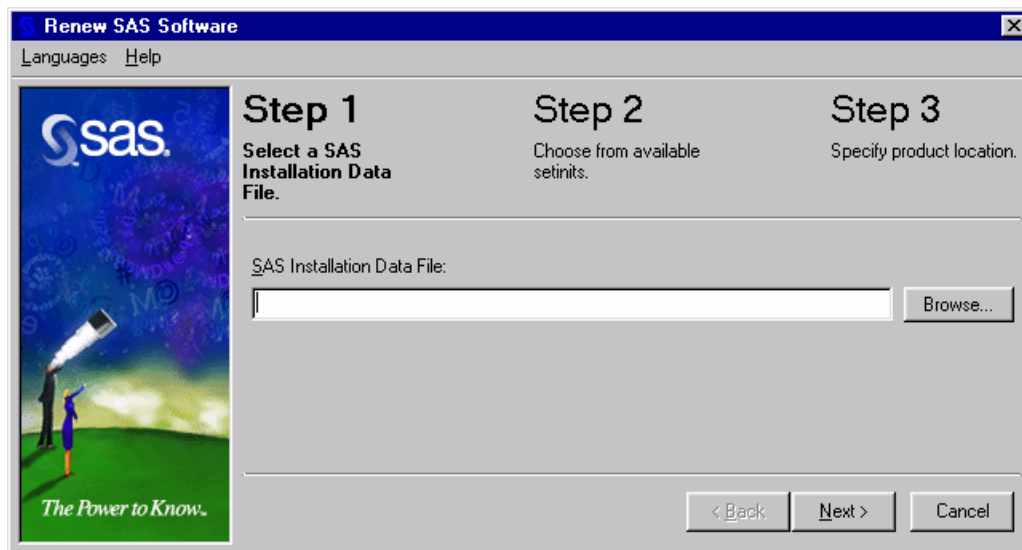 Renew SAS Software
Languages Help
sas.
The Power to Know™
Step 1
Select a SAS
Installation Data
File.
Step 2
Choose from available
setinits.
Step 3
Specify product location.
SAS Installation Data File:
Browse...
< Back
Next >
Cancel